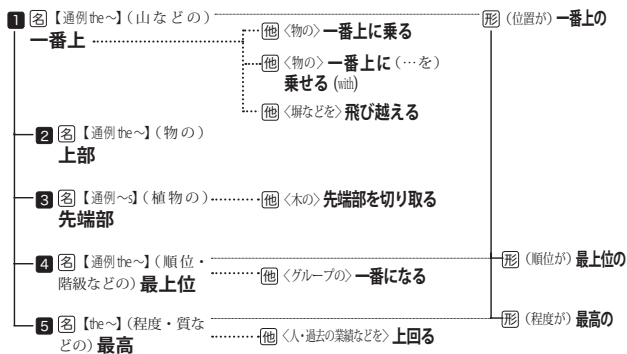 1 名【通例the~】(山などの)
一番上
他〈物の〉一番上に乗る
他〈物の〉一番上に(…を)
乗せる (with)
他〈塀などを〉飛び越える
形(位置が)一番上の
2 名【通例the~】(物の)
上部
3 名【通例~s】(植物の)
先端部
他〈木の〉先端部を切り取る
4 名【通例the~】(順位・
階級などの)最上位
他〈グループの〉一番になる
形(順位が)最上位の
5 名【the~】(程度・質な
どの)最高
他〈人・過去の業績などを〉上回る
形(程度が)最高の